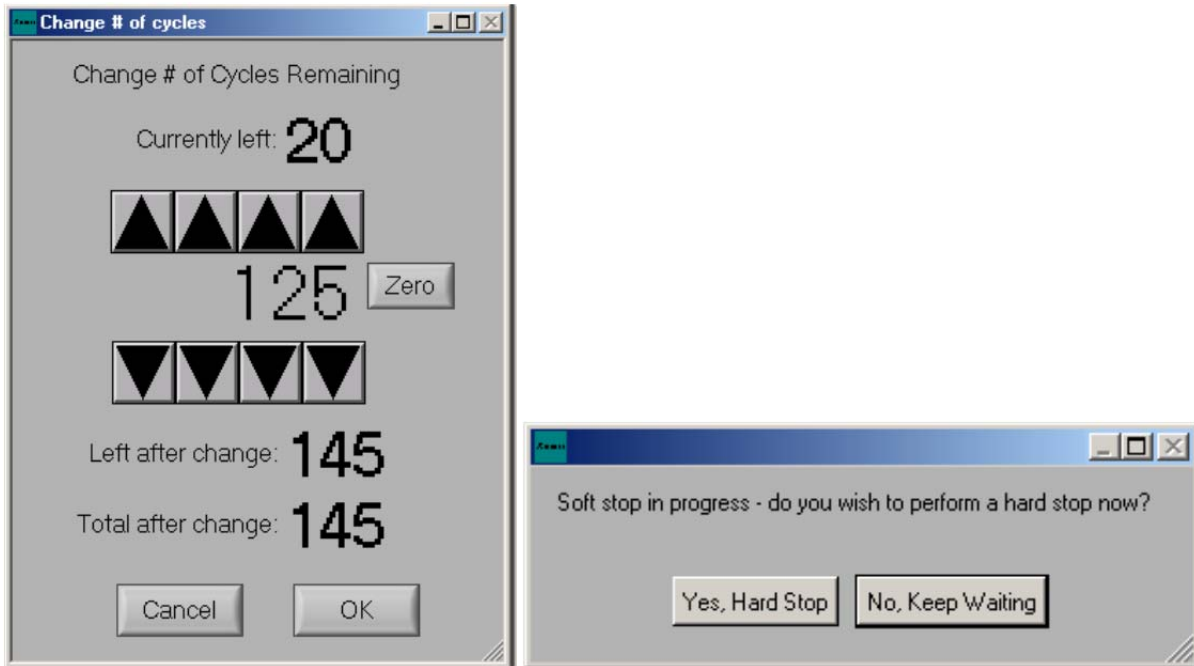 Change # of cycles
Change # of Cycles Remaining
Currently left: 20
125 Zero
Left after change: 145
Total after change: 145
Cancel OK
Soft stop in progress - do you wish to perform a hard stop now?
Yes, Hard Stop No, Keep Waiting